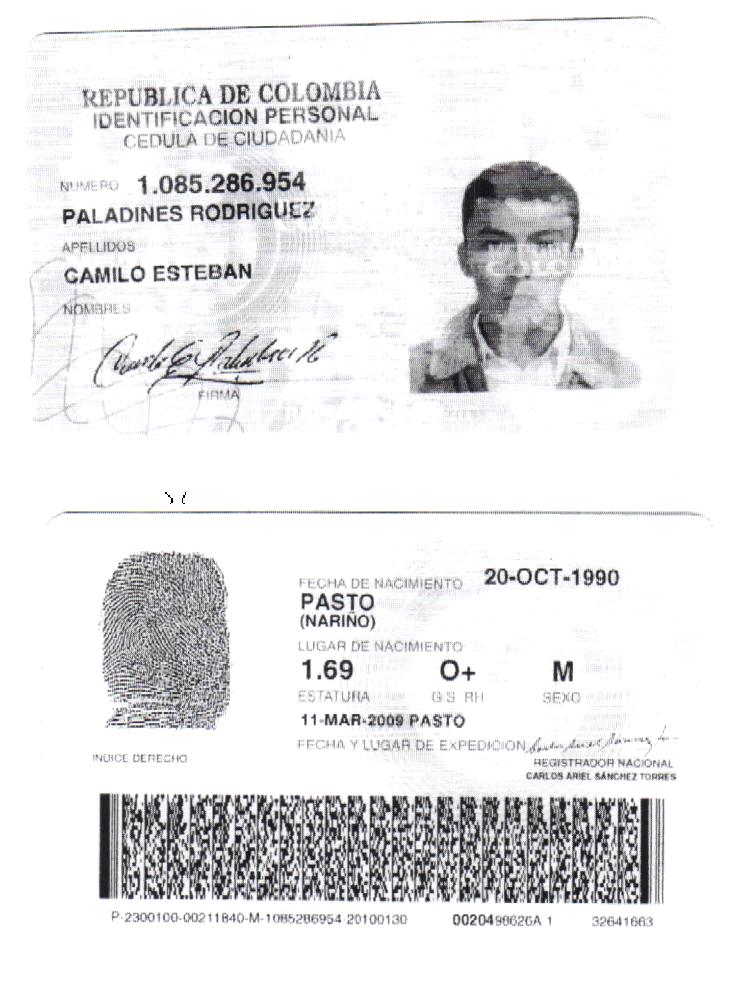 REPUBLICA DE COLOMBIA
IDENTIFICACION PERSONAL
CEDULA DE CIUDADANIA
NUMERO 1.085.286.954
PALADINES RODRIGUEZ
APELLIDOS
CAMILO ESTEBAN
NOMBRES
FIRMA
FECHA DE NACIMIENTO 20-OCT-1990
PASTO
(NARIÑO)
LUGAR DE NACIMIENTO
1.69 O+ M
ESTATURA G.S. RH SEXO
11-MAR-2009 PASTO
FECHA Y LUGAR DE EXPEDICION
INDICE DERECHO
REGISTRADOR NACIONAL
CARLOS ARIEL SÁNCHEZ TORRES
P-2300100-00211840-M-1085286954-20100130 0020498626A 1 32641663